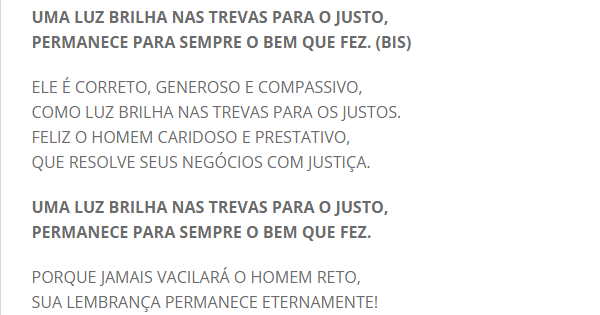 UMA LUZ BRILHA NAS TREVAS PARA O JUSTO,
PERMANECE PARA SEMPRE O BEM QUE FEZ. (BIS)
ELE É CORRETO, GENEROSO E COMPASSIVO,
COMO LUZ BRILHA NAS TREVAS PARA OS JUSTOS.
FELIZ O HOMEM CARIDOSO E PRESTATIVO,
QUE RESOLVE SEUS NEGÓCIOS COM JUSTIÇA.
UMA LUZ BRILHA NAS TREVAS PARA O JUSTO,
PERMANECE PARA SEMPRE O BEM QUE FEZ.
PORQUE JAMAIS VACILARÁ O HOMEM RETO,
SUA LEMBRANÇA PERMANECE ETERNAMENTE!